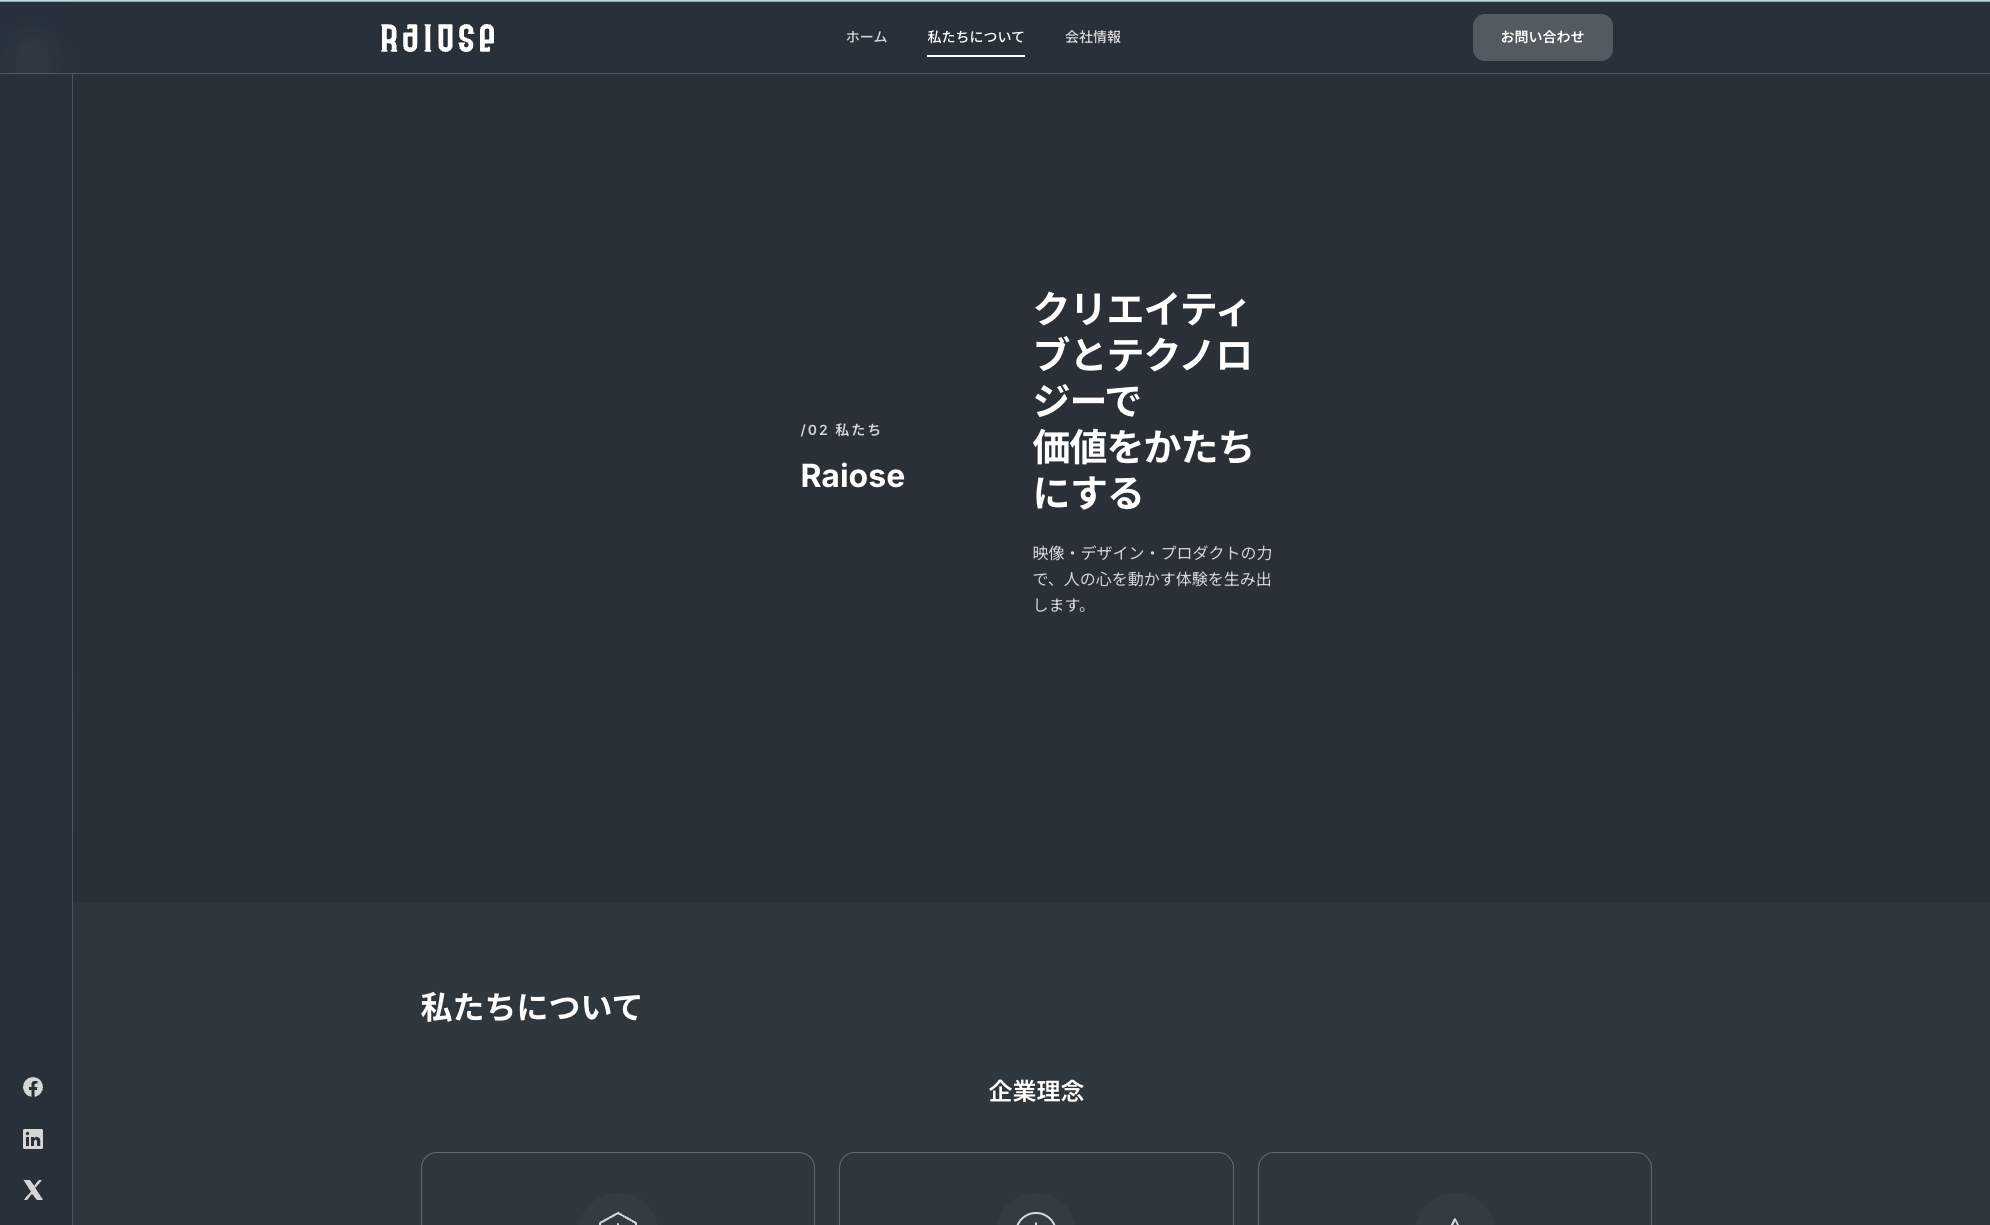 Raiose
ホーム
私たちについて
会社情報
お問い合わせ
/02 私たち
Raiose
クリエイティ
ブとテクノロ
ジーで
価値をかたち
にする
映像・デザイン・プロダクトの力
で、人の心を動かす体験を生み出
します。
私たちについて
企業理念